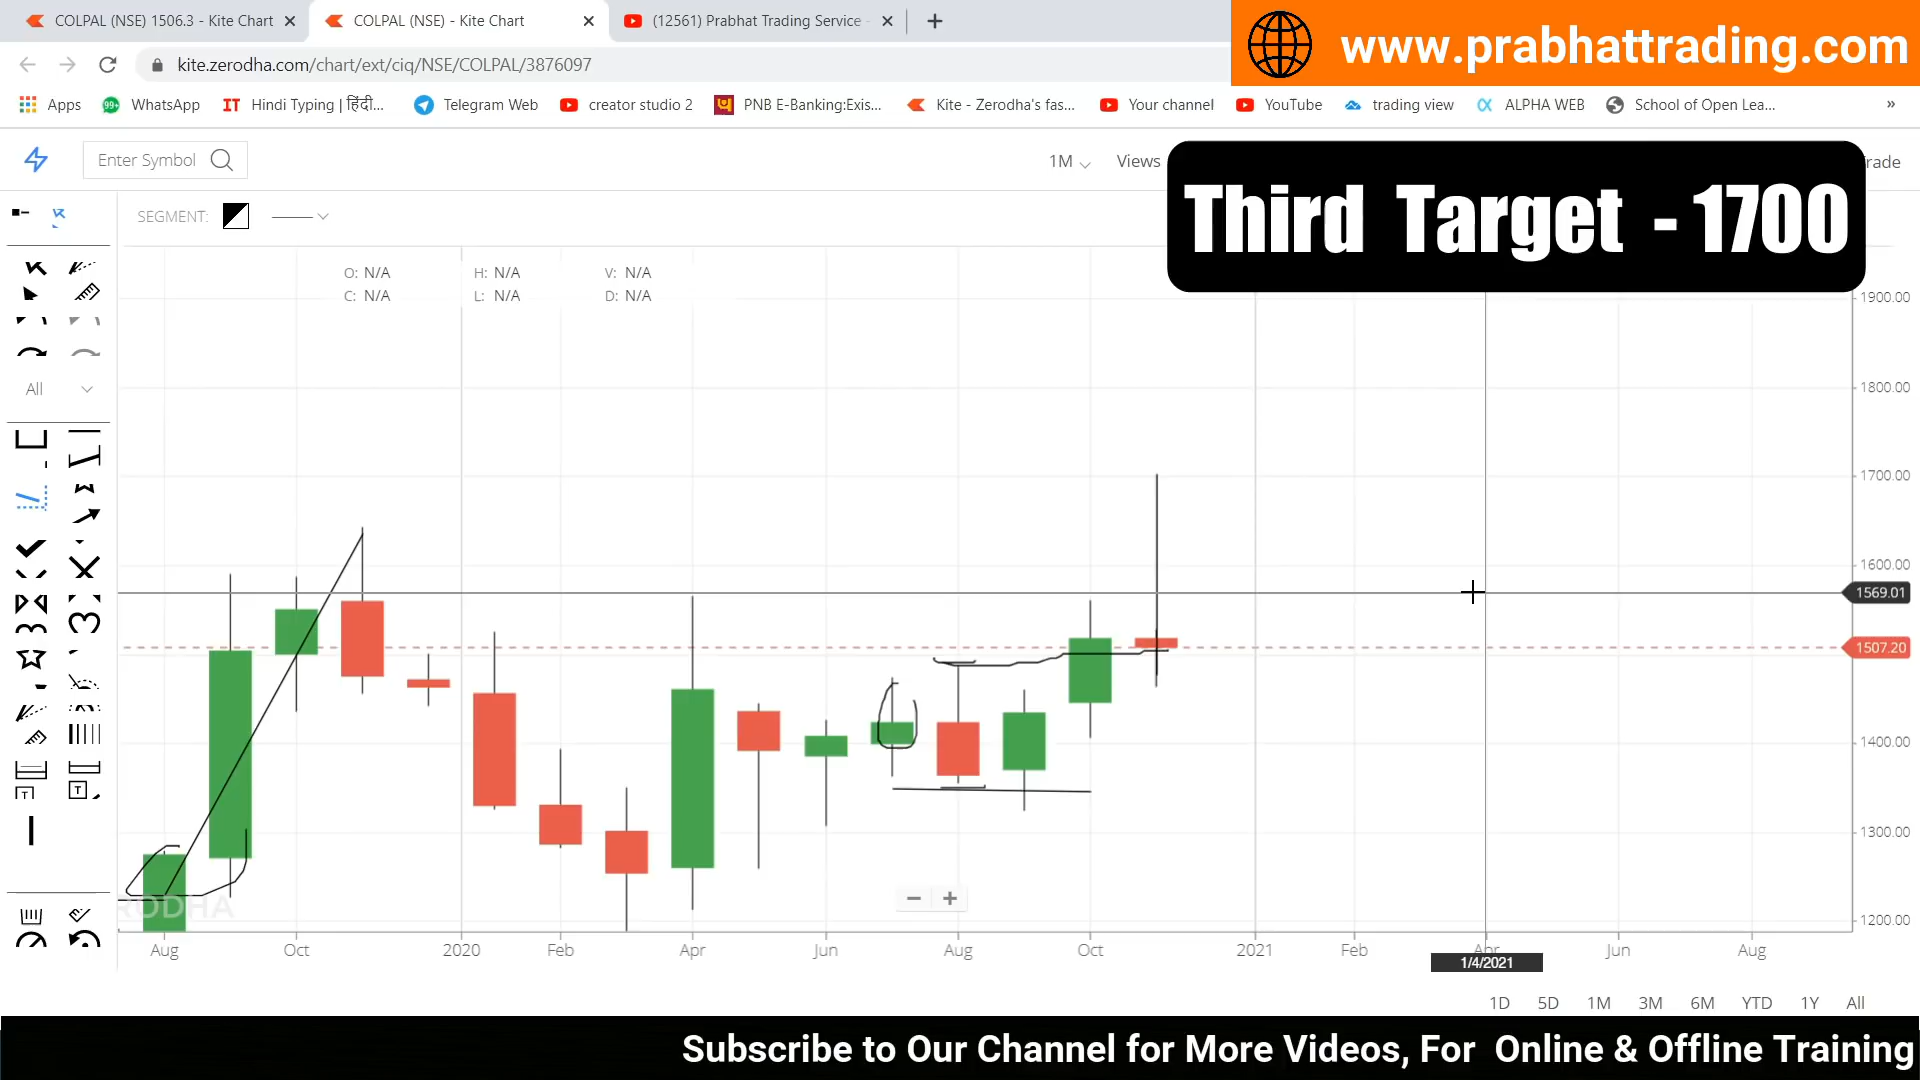 COLPAL (NSE) 1506.3 - Kite Chart
COLPAL (NSE) - Kite Chart
(12561) Prabhat Trading Service -
www.prabhattrading.com
kite.zerodha.com/chart/ext/ciq/NSE/COLPAL/3876097
Apps
99+ WhatsApp
IT Hindi Typing | हिंदी...
Telegram Web
creator studio 2
PNB E-Banking:Exis...
Kite - Zerodha's fas...
Your channel
YouTube
trading view
ALPHA WEB
School of Open Lea...
»
Enter Symbol
1M
Views
rade
Third Target - 1700
SEGMENT:
O: N/A H: N/A V: N/A
C: N/A L: N/A D: N/A
All
1900.00
1800.00
1700.00
1600.00
1569.01
1507.20
1400.00
1300.00
1200.00
RODHA
Aug Oct 2020 Feb Apr Jun Aug Oct 2021 Feb Apr Jun Aug
1/4/2021
1D 5D 1M 3M 6M YTD 1Y All
Subscribe to Our Channel for More Videos, For Online & Offline Training